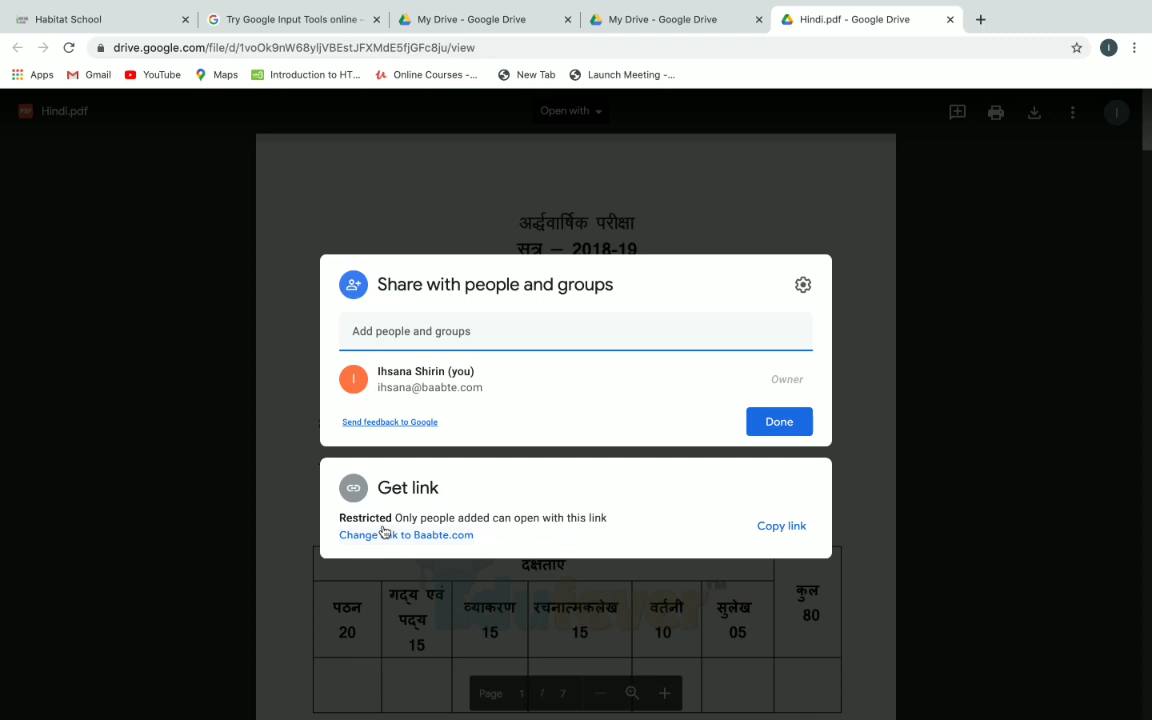 Habitat School
Try Google Input Tools online –
My Drive - Google Drive
My Drive - Google Drive
Hindi.pdf - Google Drive
drive.google.com/file/d/1voOk9nW68yljVBEstJFXMdE5fjGFc8ju/view
I
Apps
Gmail
YouTube
Maps
Introduction to HT...
Online Courses -...
New Tab
Launch Meeting -...
PDF
Hindi.pdf
Open with
I
अर्द्धवार्षिक परीक्षा
सत्र – 2018-19
Share with people and groups
Add people and groups
I
Ihsana Shirin (you)
ihsana@baabte.com
Owner
Send feedback to Google
Done
Get link
Restricted Only people added can open with this link
Change link to Baabte.com
Copy link
दक्षताएं
पठन
20
गद्य एवं
पद्य
15
व्याकरण
15
रचनात्मकलेख
15
वर्तनी
10
सुलेख
05
कुल
80
Edufever™
Page 1 / 7